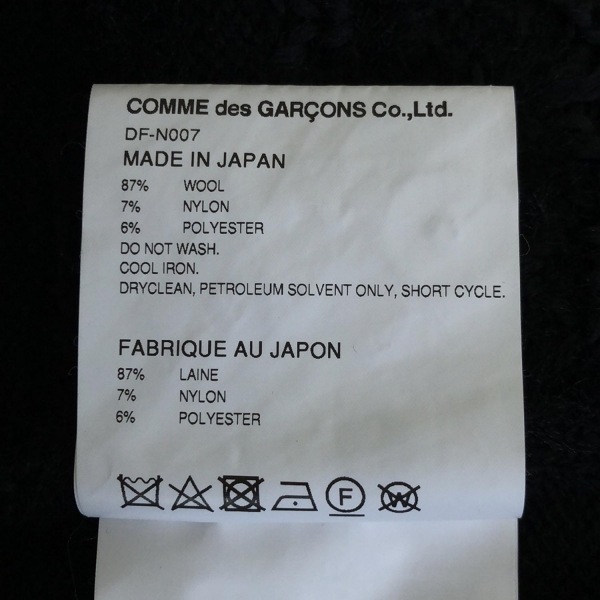 COMME des GARÇONS Co.,Ltd.
DF-N007
MADE IN JAPAN
87% WOOL
7% NYLON
6% POLYESTER
DO NOT WASH.
COOL IRON.
DRYCLEAN, PETROLEUM SOLVENT ONLY, SHORT CYCLE.
FABRIQUE AU JAPON
87% LAINE
7% NYLON
6% POLYESTER
F W